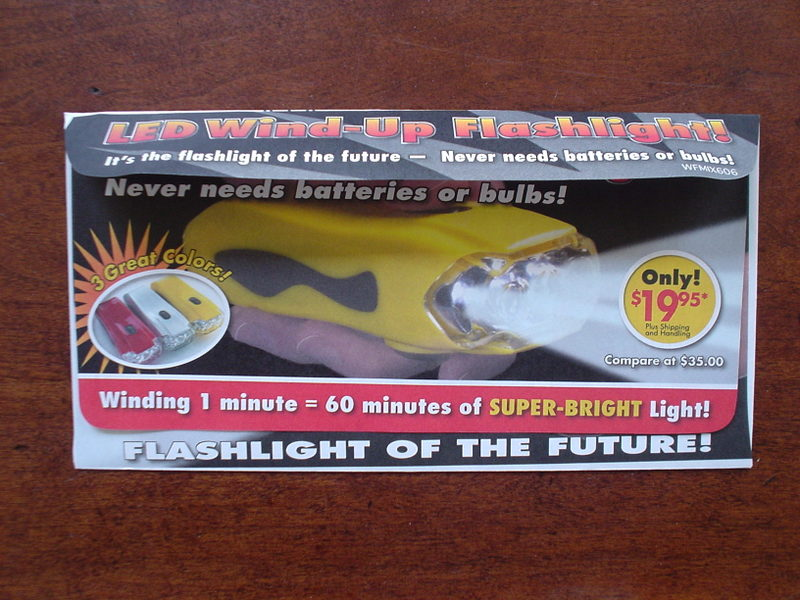 LED Wind-Up Flashlight!
It's the flashlight of the future — Never needs batteries or bulbs!
WFMIX606
Never needs batteries or bulbs!
3 Great Colors!
Only!
$19.95*
Plus Shipping
and Handling
Compare at $35.00
Winding 1 minute = 60 minutes of SUPER-BRIGHT Light!
FLASHLIGHT OF THE FUTURE!